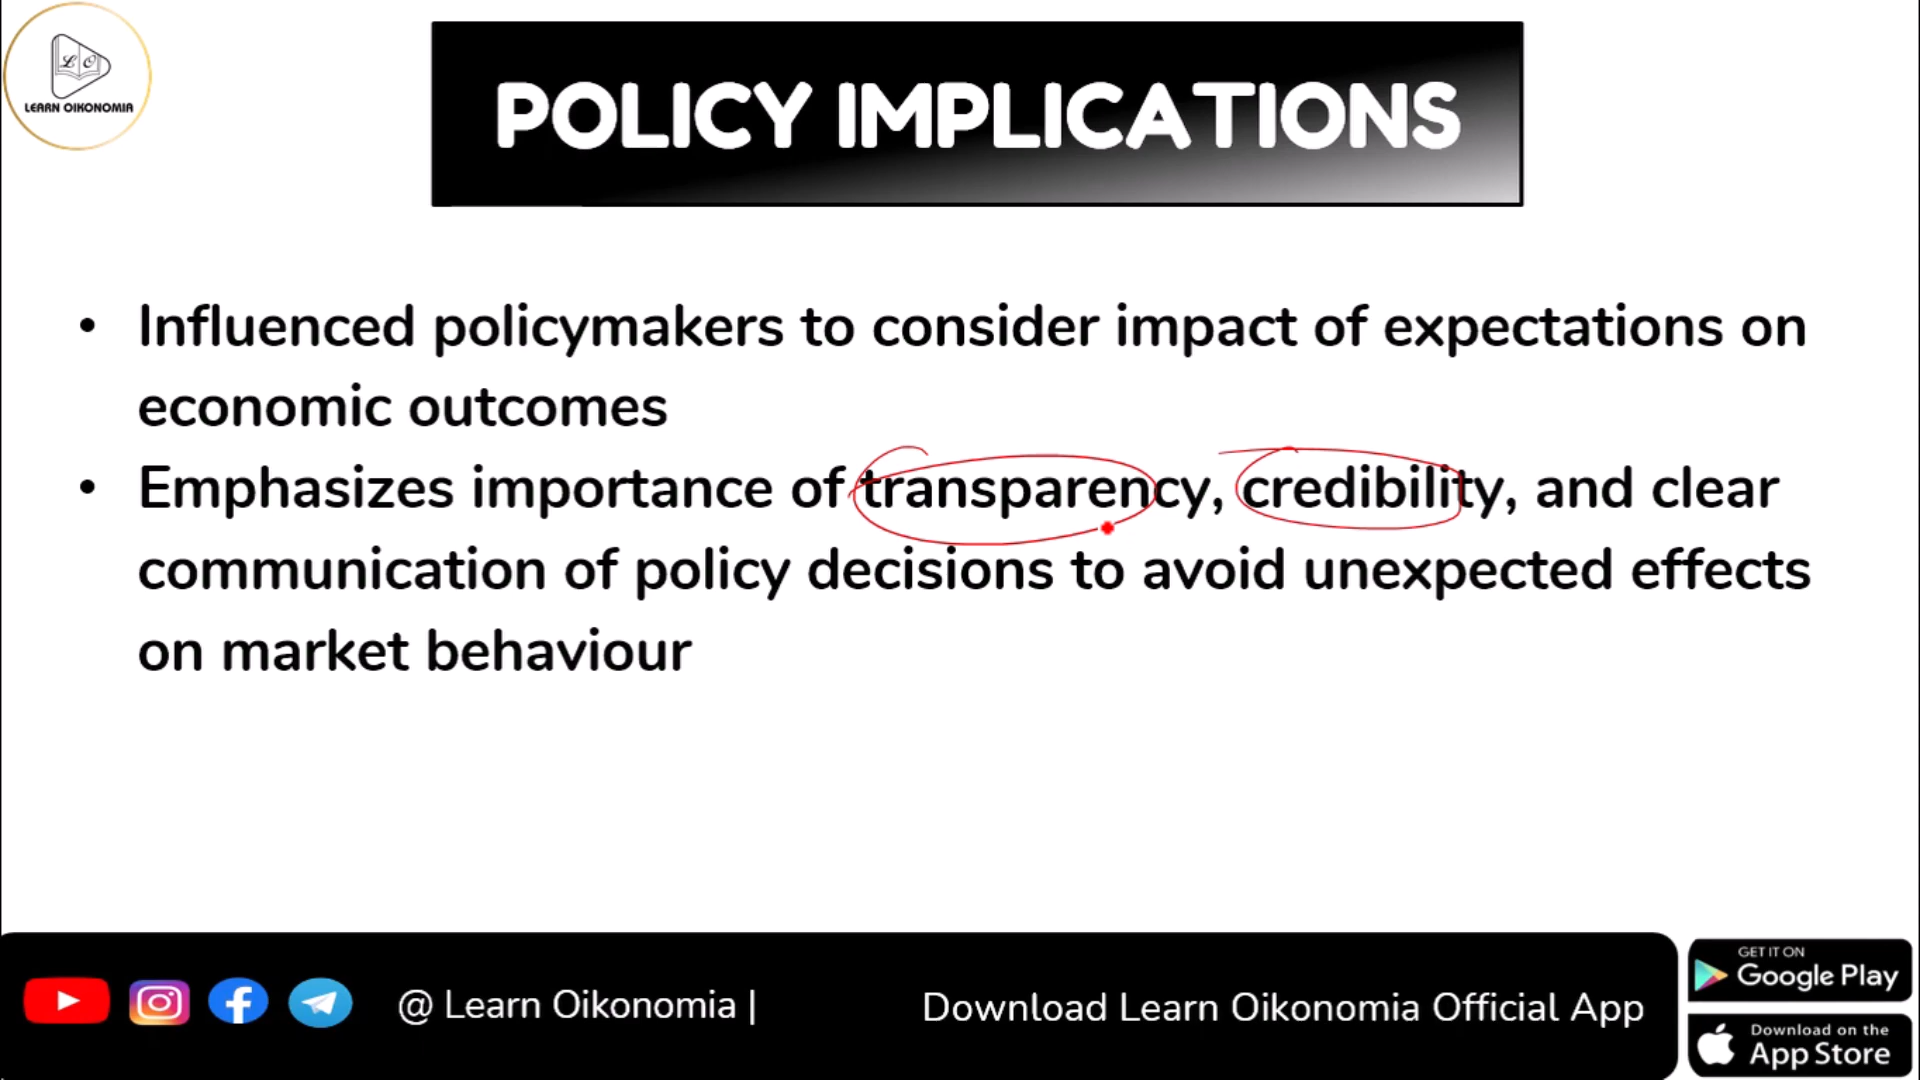 LO
LEARN OIKONOMIA
POLICY IMPLICATIONS
• Influenced policymakers to consider impact of expectations on
economic outcomes
• Emphasizes importance of transparency, credibility, and clear
communication of policy decisions to avoid unexpected effects
on market behaviour
@ Learn Oikonomia |
Download Learn Oikonomia Official App
GET IT ON
Google Play
Download on the
App Store